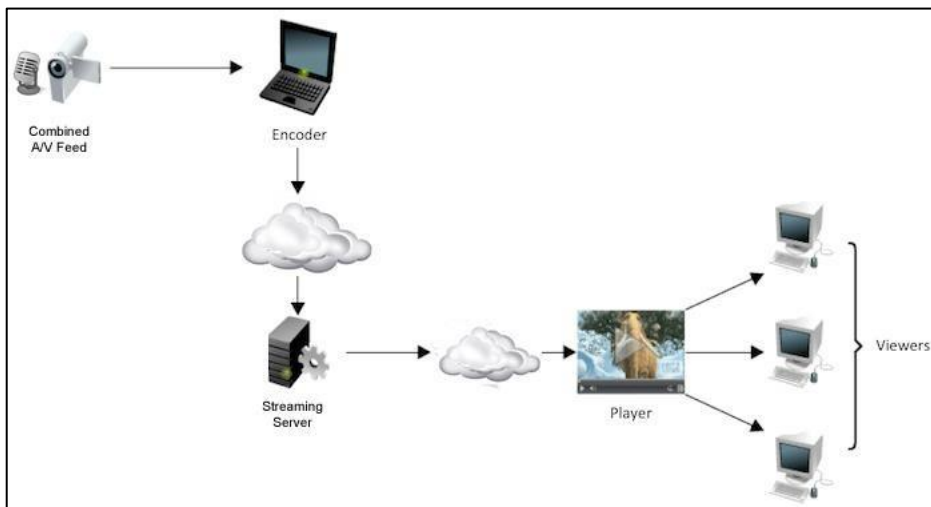 Combined
A/V Feed
Encoder
Streaming
Server
Player
Viewers